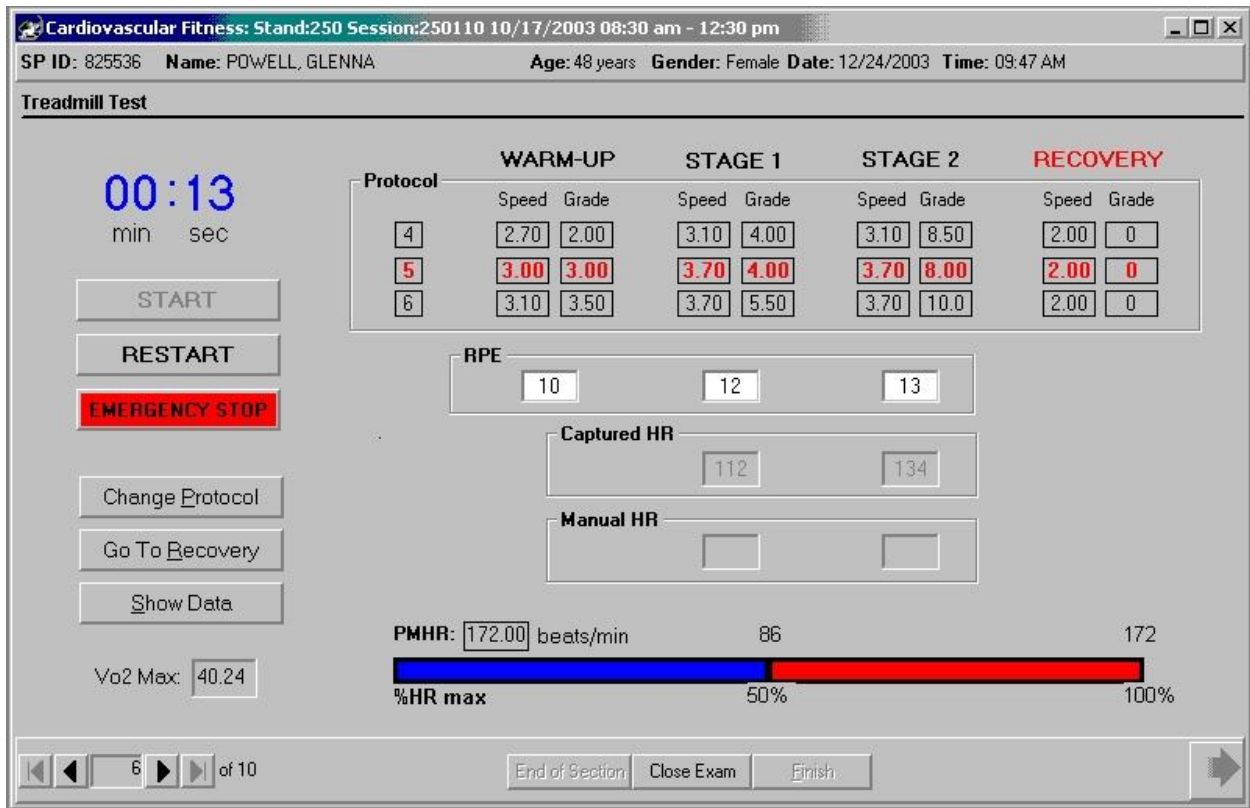 Cardiovascular Fitness: Stand:250 Session:250110 10/17/2003 08:30 am - 12:30 pm
SP ID: 825536 Name: POWELL, GLENNA Age: 48 years Gender: Female Date: 12/24/2003 Time: 09:47 AM
Treadmill Test
00:13
min sec
START
RESTART
EMERGENCY STOP
Change Protocol
Go To Recovery
Show Data
Vo2 Max: 40.24
WARM-UP STAGE 1 STAGE 2 RECOVERY
Protocol
Speed Grade Speed Grade Speed Grade Speed Grade
4 2.70 2.00 3.10 4.00 3.10 8.50 2.00 0
5 3.00 3.00 3.70 4.00 3.70 8.00 2.00 0
6 3.10 3.50 3.70 5.50 3.70 10.0 2.00 0
RPE
10 12 13
Captured HR
112 134
Manual HR
PMHR: 172.00 beats/min 86 172
%HR max 50% 100%
6 of 10
End of Section Close Exam Finish